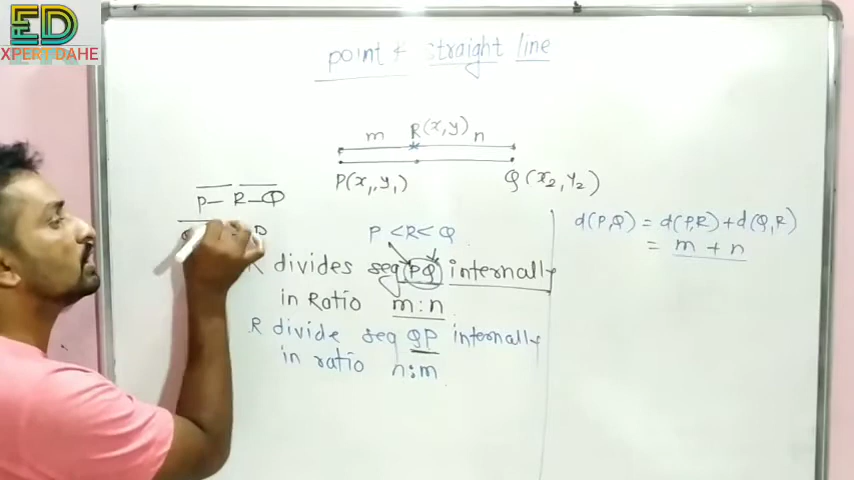 ED
XPERT DAHE
point & straight line
m R(x,y) n
P(x₁,y₁) Q(x₂,y₂)
P— R—Q
P < R < Q
d(P,Q) = d(P,R) + d(Q,R)
= m + n
R divides seg PQ internally
in Ratio m:n
R divide seg QP internally
in ratio n:m